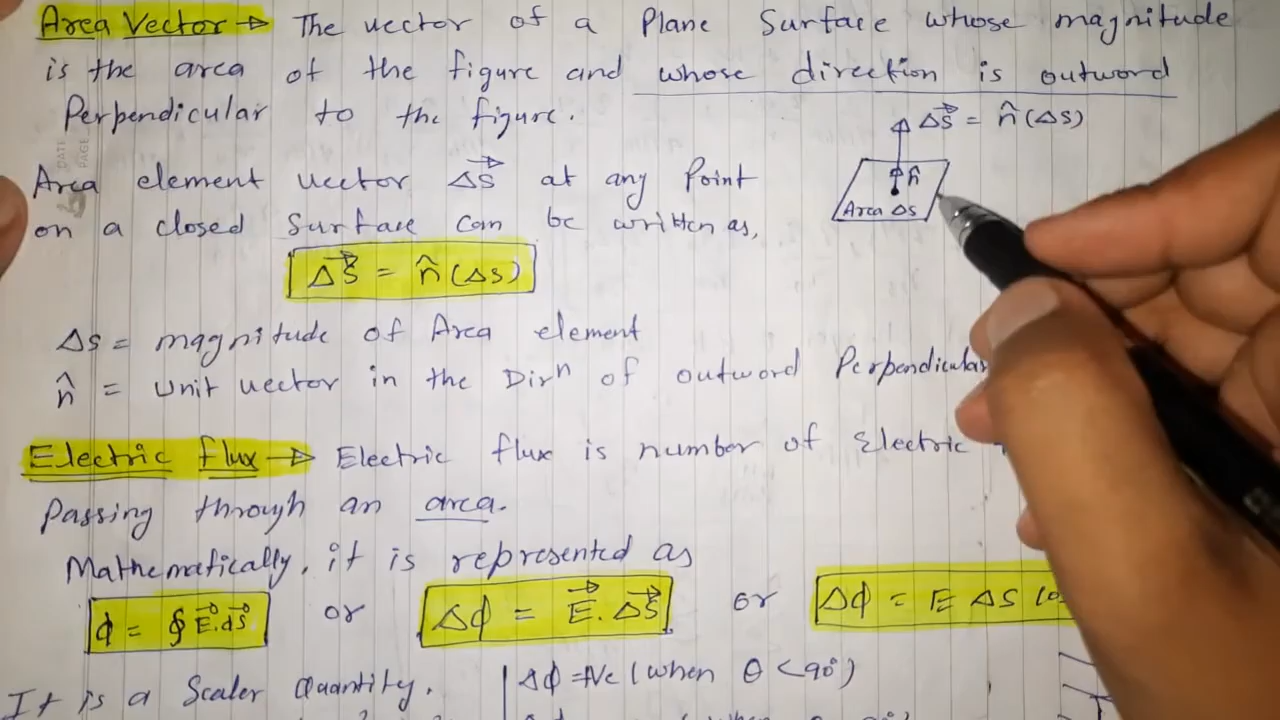 Area Vector → The vector of a Plane Surface whose magnitude
is the area of the figure and whose direction is outword
Perpendicular to the figure.
ΔS⃗ = n̂ (ΔS)
n̂
Area ΔS
DATE
PAGE
Area element vector ΔS⃗ at any Point
on a closed Surface can be written as,
ΔS⃗ = n̂ (ΔS)
ΔS = magnitude of Area element
n̂ = Unit vector in the Dirⁿ of outword Perpendicular
Electric flux → Electric flux is number of Electric
Passing through an area.
Mathematically, it is represented as
ϕ = ∮ E⃗.dS⃗ or Δϕ = E⃗.ΔS⃗ or Δϕ = E ΔS
It is a Scaler Quantity.
Δϕ = +Ve (when θ < 90°)